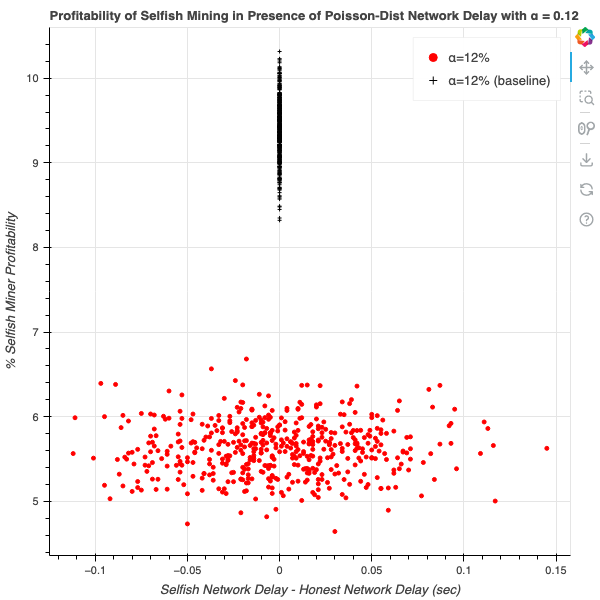 Profitability of Selfish Mining in Presence of Poisson-Dist Network Delay with α = 0.12
α=12%
α=12% (baseline)
10
9
8
7
6
5
% Selfish Miner Profitability
−0.1
−0.05
0
0.05
0.1
0.15
Selfish Network Delay - Honest Network Delay (sec)